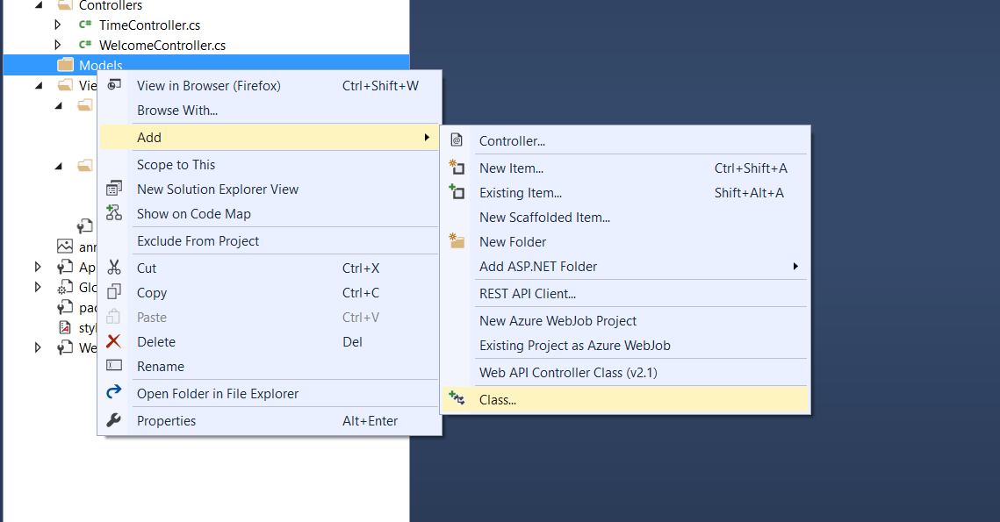 Controllers
C# TimeController.cs
C# WelcomeController.cs
Models
Vie
View in Browser (Firefox) Ctrl+Shift+W
Browse With...
Add
Scope to This
New Solution Explorer View
Show on Code Map
Exclude From Project
Cut Ctrl+X
Copy Ctrl+C
Paste Ctrl+V
Delete Del
Rename
Open Folder in File Explorer
Properties Alt+Enter
Controller...
New Item... Ctrl+Shift+A
Existing Item... Shift+Alt+A
New Scaffolded Item...
New Folder
Add ASP.NET Folder
REST API Client...
New Azure WebJob Project
Existing Project as Azure WebJob
Web API Controller Class (v2.1)
Class...
Ap
Glo
We